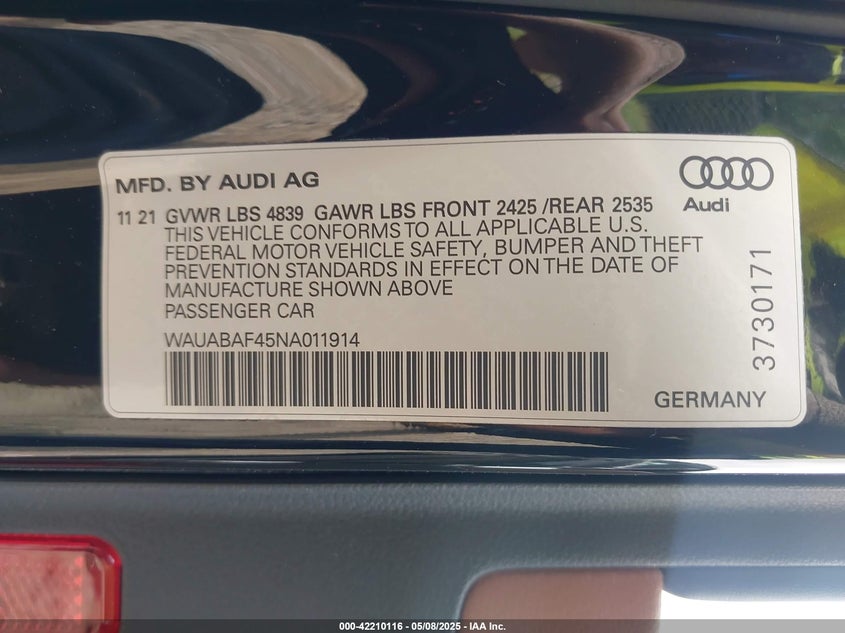 MFD. BY AUDI AG
Audi
11 21 GVWR LBS 4839 GAWR LBS FRONT 2425 /REAR 2535
THIS VEHICLE CONFORMS TO ALL APPLICABLE U.S.
FEDERAL MOTOR VEHICLE SAFETY, BUMPER AND THEFT
PREVENTION STANDARDS IN EFFECT ON THE DATE OF
MANUFACTURE SHOWN ABOVE
PASSENGER CAR
WAUABAF45NA011914
3730171
GERMANY
000-42210116 - 05/08/2025 - IAA Inc.